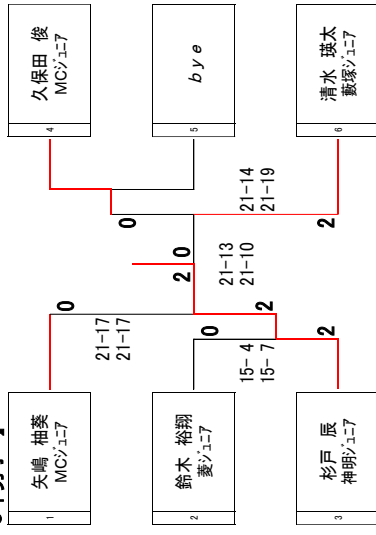 1
矢嶋 柚葵
MCジュニア
2
鈴木 裕翔
菱ジュニア
3
杉戸 辰
神明ジュニア
0
21-17
21-17
0
15- 4
15- 7
2
2
2
0
21-13
21-10
0
2
21-14
21-19
4
久保田 俊
MCジュニア
5
bye
6
清水 瑛太
藪塚ジュニア